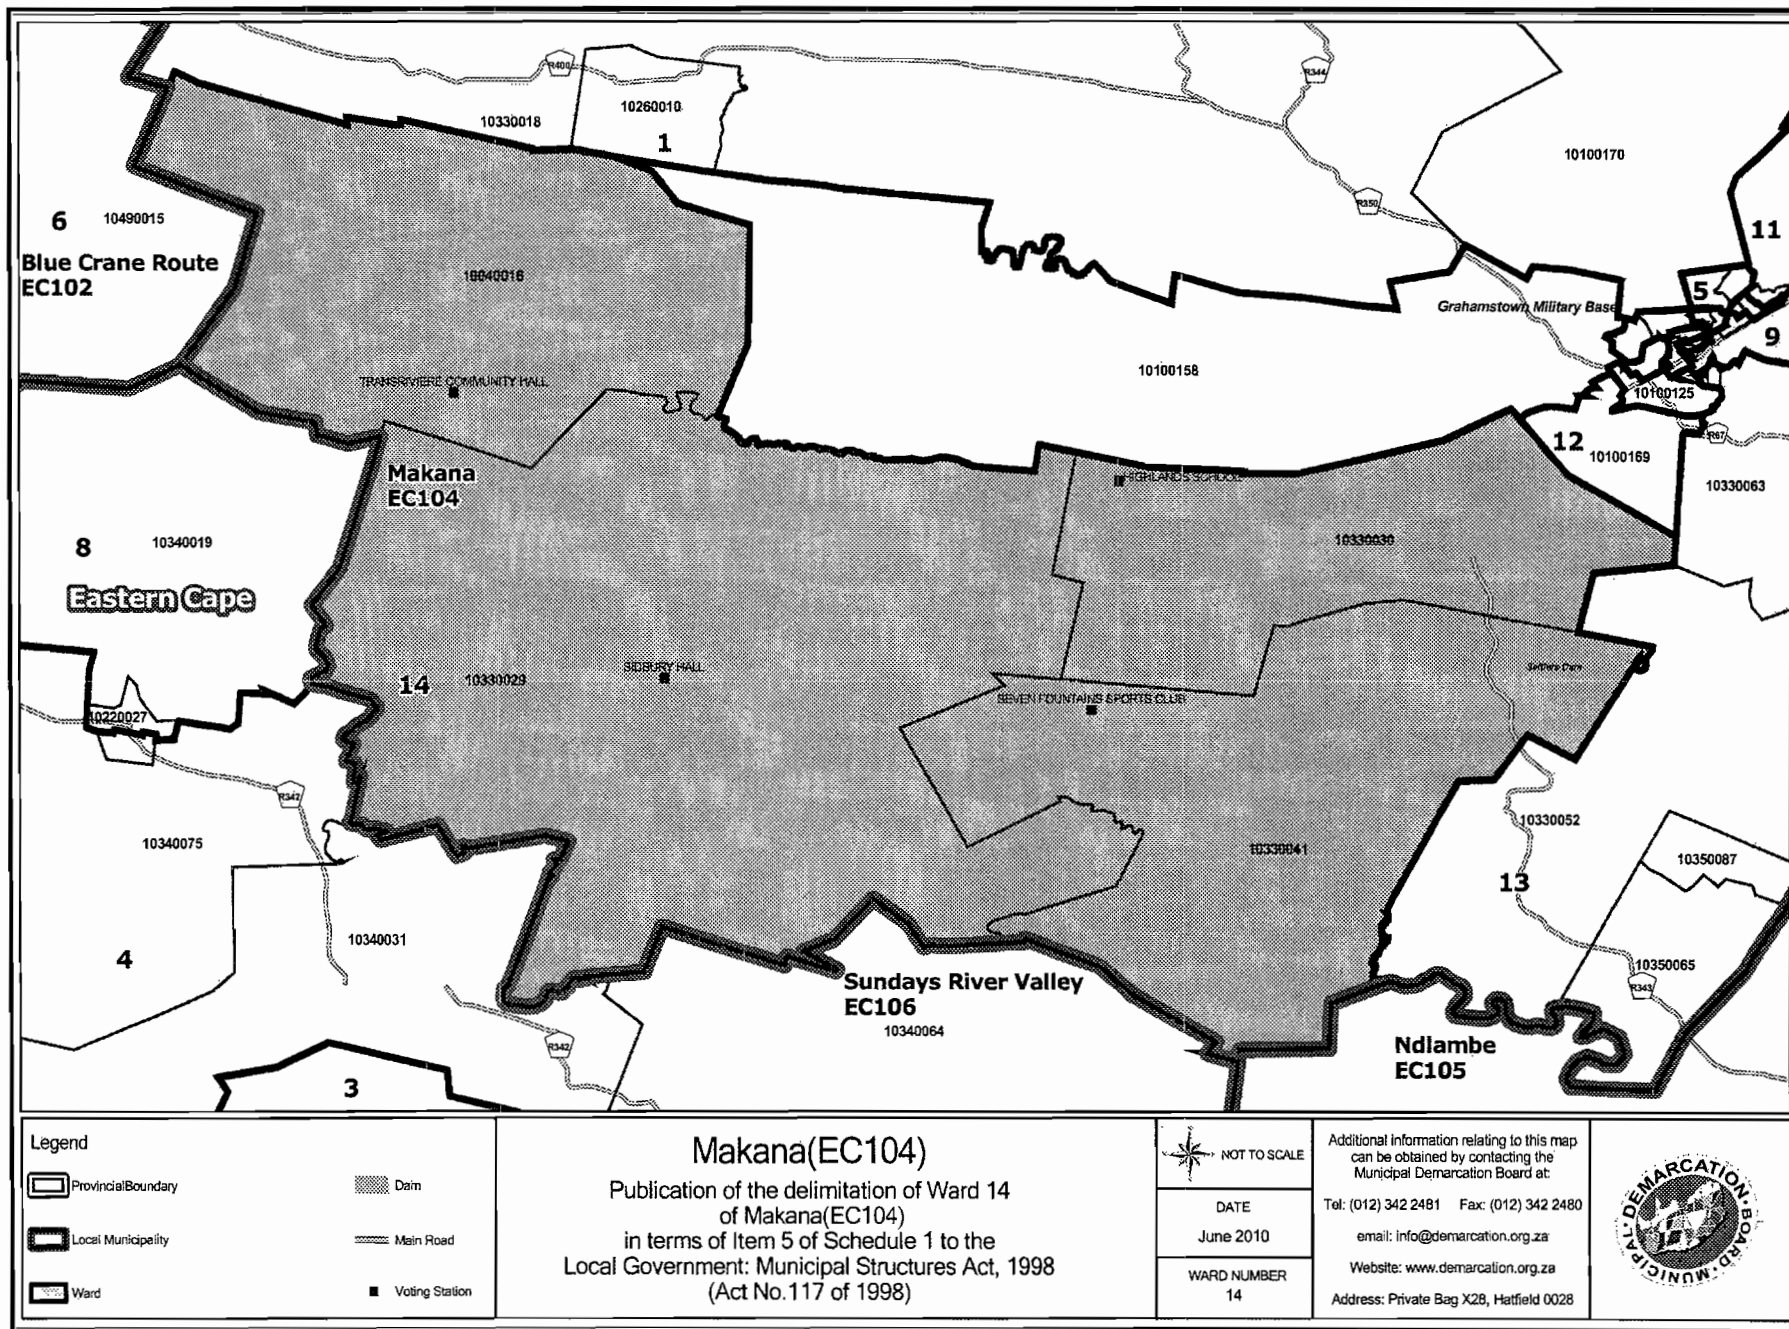 R400
R344
10260010
10330018
1
10100170
6
10490015
R350
11
Blue Crane Route
EC102
10040016
5
Grahamstown Military Base
9
10100158
TRANSRIVIERE COMMUNITY HALL
10100125
12
R67
10100169
Makana
EC104
HIGHLANDS SCHOOL
10330063
8
10340019
10330030
Eastern Cape
SIDBURY HALL
Settlers Dam
14
10330029
SEVEN FOUNTAINS SPORTS CLUB
10220027
R342
10330052
10340075
10330041
10350087
13
10340031
4
10350065
Sundays River Valley
EC106
R343
10340064
R342
Ndlambe
EC105
3
Legend
ProvincialBoundary
Dam
Local Municipality
Main Road
Ward
Voting Station
Makana(EC104)
Publication of the delimitation of Ward 14
of Makana(EC104)
in terms of Item 5 of Schedule 1 to the
Local Government: Municipal Structures Act, 1998
(Act No.117 of 1998)
NOT TO SCALE
DATE
June 2010
WARD NUMBER
14
Additional information relating to this map
can be obtained by contacting the
Municipal Demarcation Board at:
Tel: (012) 342 2481 Fax: (012) 342 2480
email: info@demarcation.org.za
Website: www.demarcation.org.za
Address: Private Bag X28, Hatfield 0028
MUNICIPAL DEMARCATION BOARD